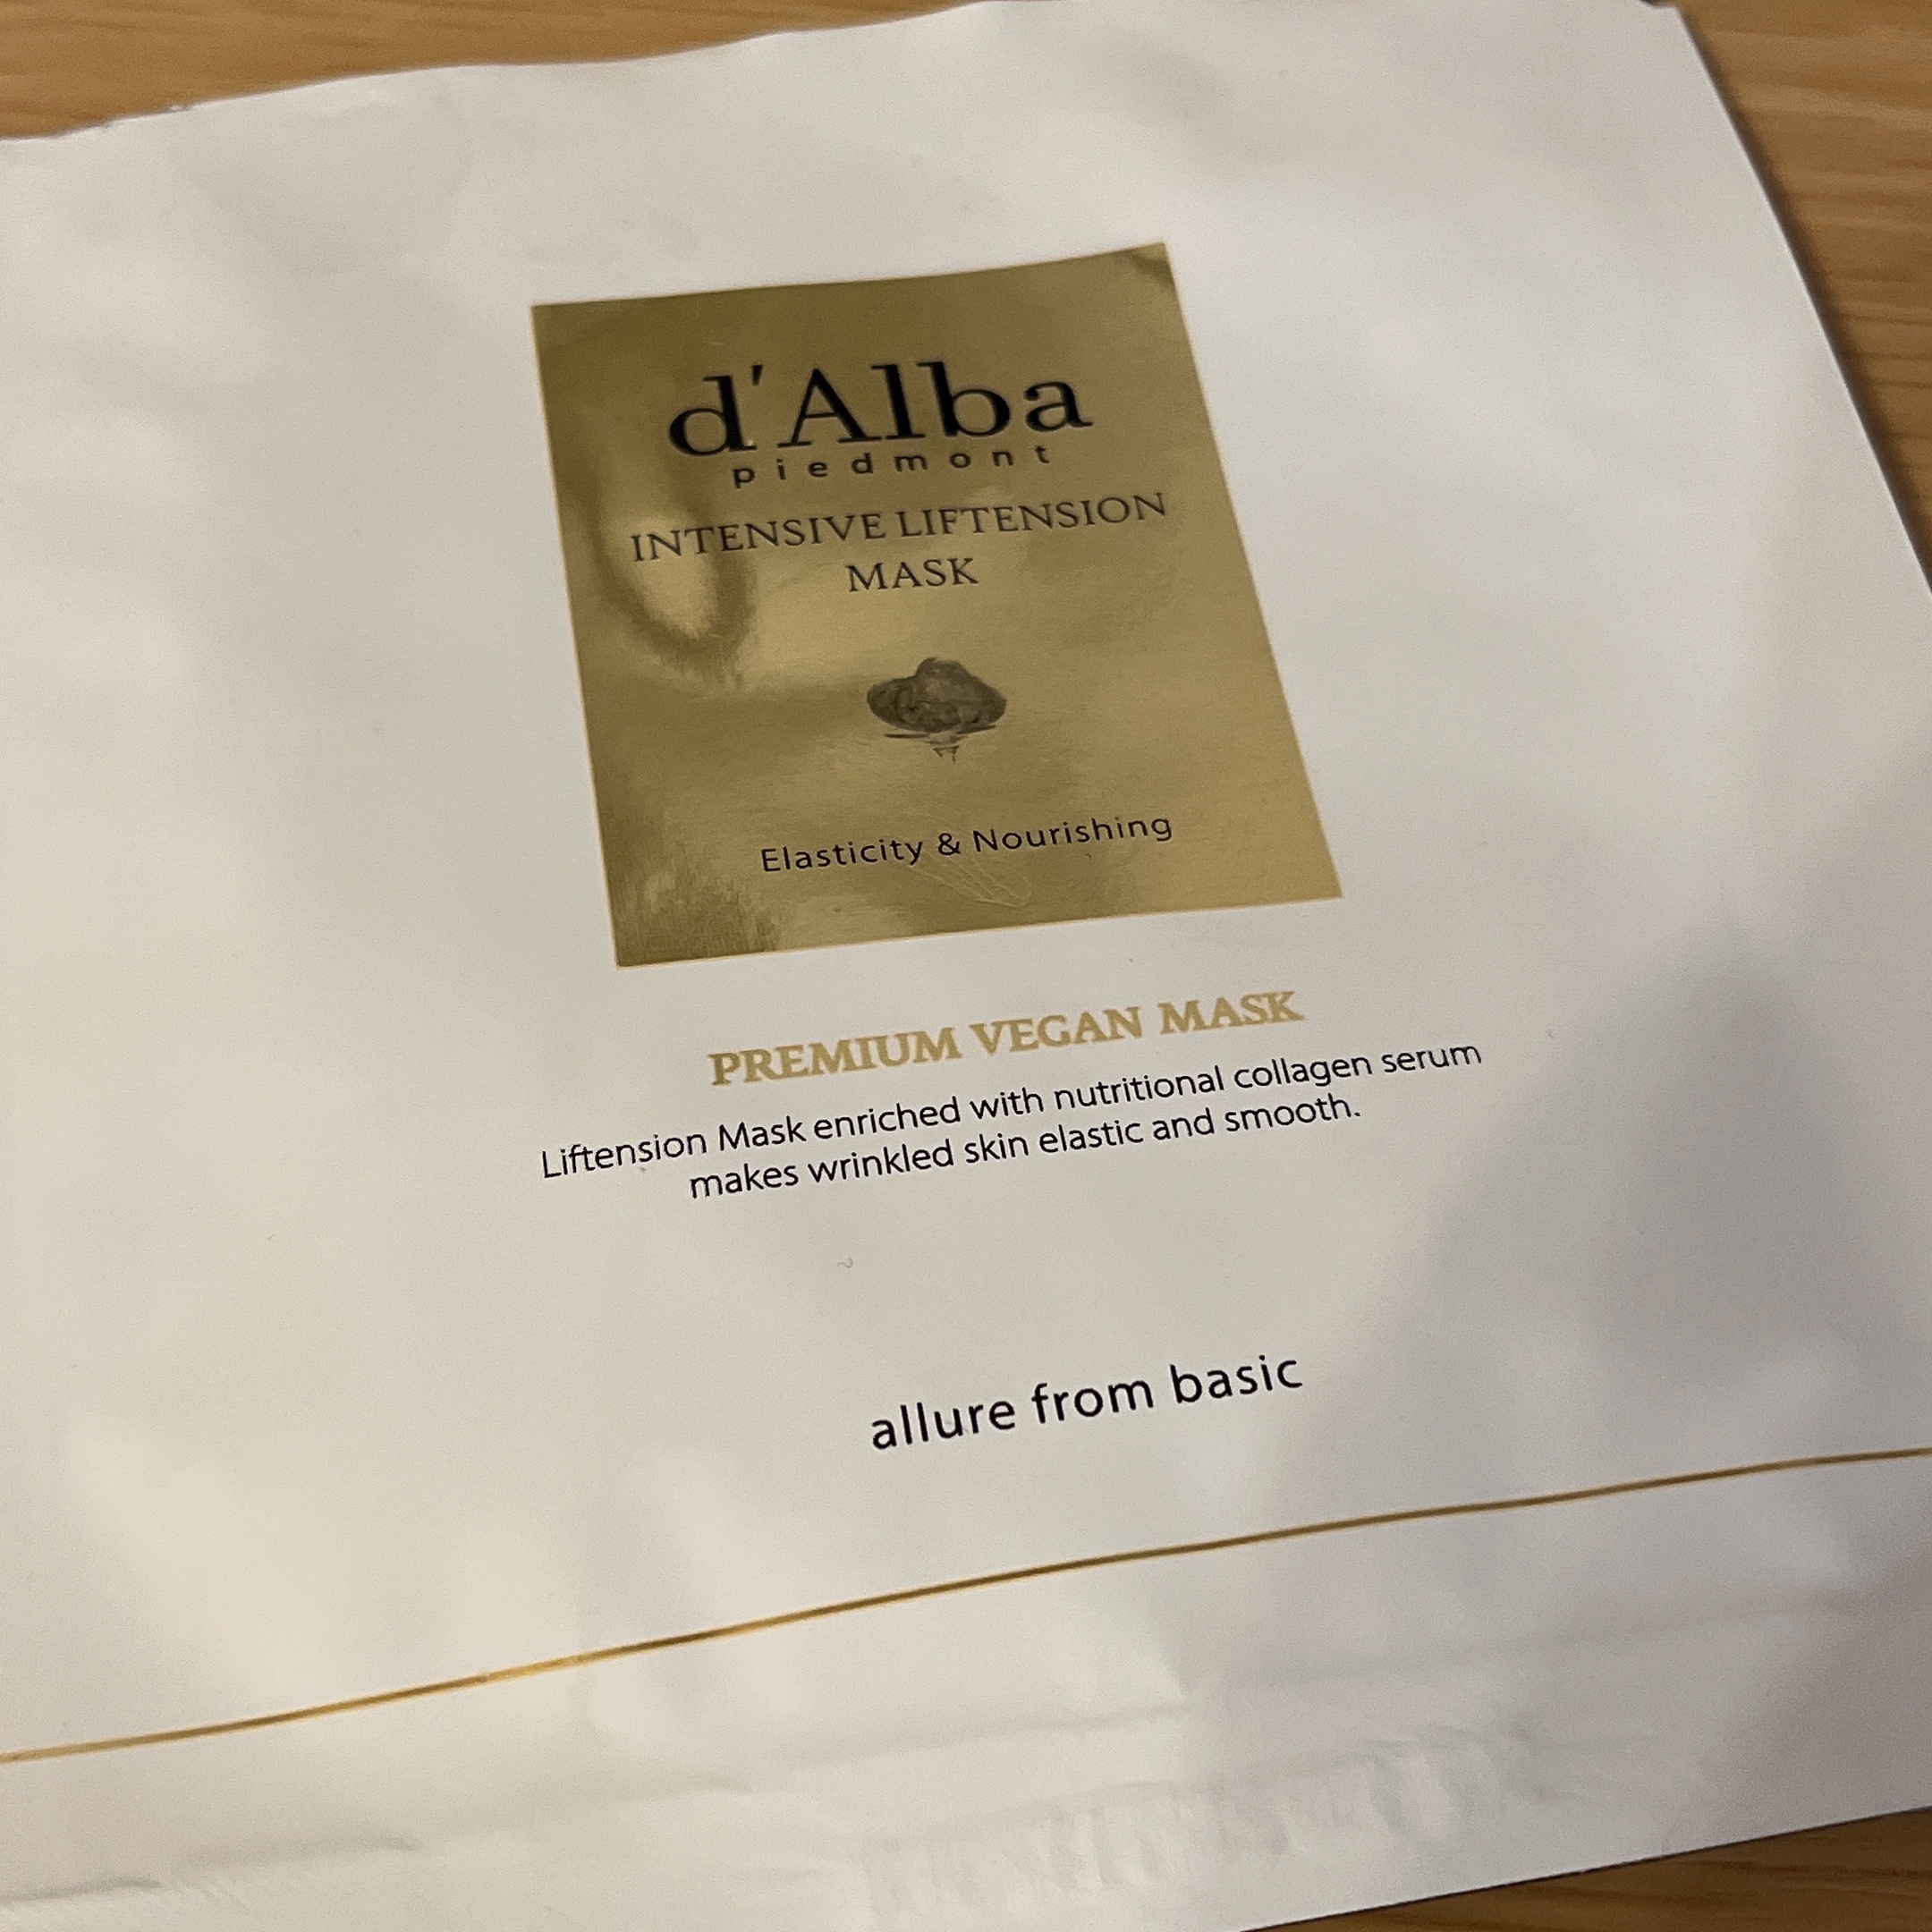 d'Alba
piedmont
INTENSIVE LIFTENSION
MASK
Elasticity & Nourishing
PREMIUM VEGAN MASK
Liftension Mask enriched with nutritional collagen serum
makes wrinkled skin elastic and smooth.
allure from basic